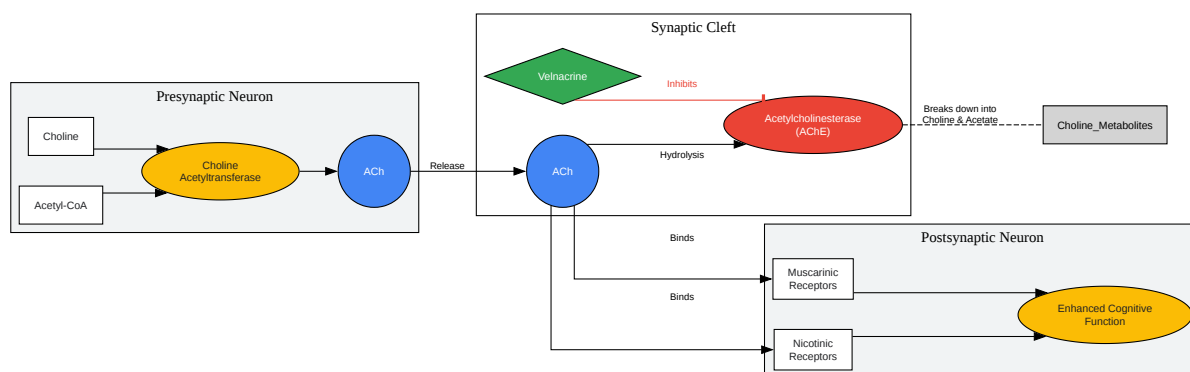 Presynaptic Neuron
Choline
Acetyl-CoA
Choline
Acetyltransferase
ACh
Release
Synaptic Cleft
Velnacrine
Inhibits
Acetylcholinesterase
(AChE)
ACh
Hydrolysis
Breaks down into
Choline & Acetate
Choline_Metabolites
Binds
Binds
Postsynaptic Neuron
Muscarinic
Receptors
Nicotinic
Receptors
Enhanced Cognitive
Function